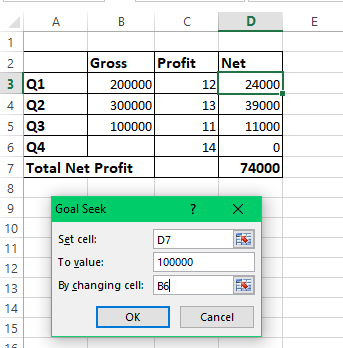 A B C D E
1
2 Gross Profit Net
3 Q1 200000 12 24000
4 Q2 300000 13 39000
5 Q3 100000 11 11000
6 Q4 14 0
7 Total Net Profit 74000
8
9 Goal Seek ? ×
10
11 Set cell: D7
12 To value: 100000
13 By changing cell: B6
14
15 OK Cancel
16